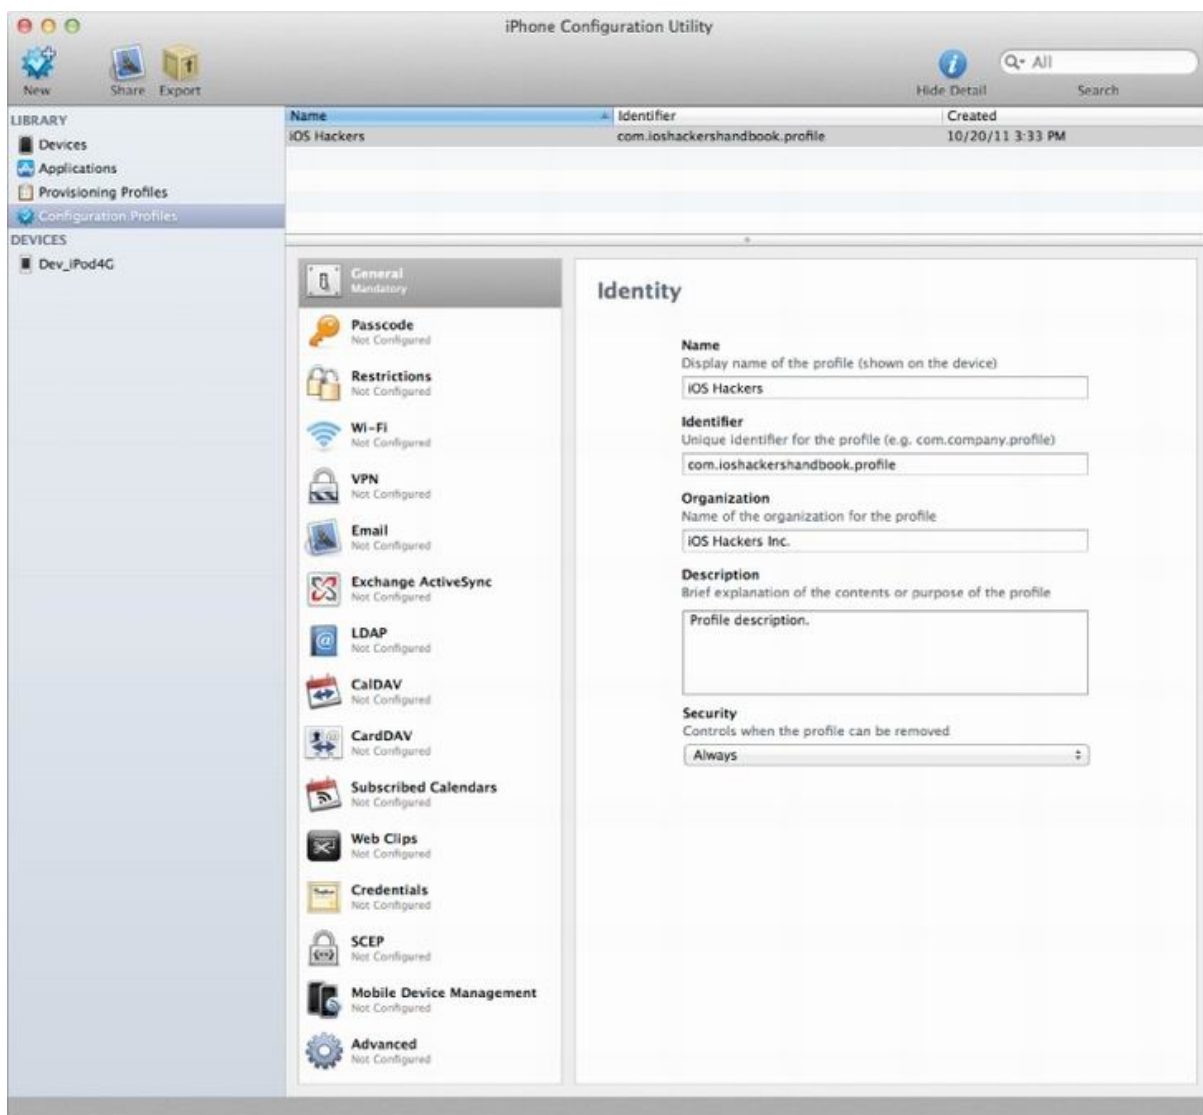 iPhone Configuration Utility
New
Share
Export
Hide Detail
All
Search
LIBRARY
Devices
Applications
Provisioning Profiles
Configuration Profiles
DEVICES
Dev_iPod4G
Name Identifier Created
iOS Hackers com.ioshackershandbook.profile 10/20/11 3:33 PM
General
Mandatory
Passcode
Not Configured
Restrictions
Not Configured
Wi-Fi
Not Configured
VPN
Not Configured
Email
Not Configured
Exchange ActiveSync
Not Configured
LDAP
Not Configured
CalDAV
Not Configured
CardDAV
Not Configured
Subscribed Calendars
Not Configured
Web Clips
Not Configured
Credentials
Not Configured
SCEP
Not Configured
Mobile Device Management
Not Configured
Advanced
Not Configured
Identity
Name
Display name of the profile (shown on the device)
iOS Hackers
Identifier
Unique identifier for the profile (e.g. com.company.profile)
com.ioshackershandbook.profile
Organization
Name of the organization for the profile
iOS Hackers Inc.
Description
Brief explanation of the contents or purpose of the profile
Profile description.
Security
Controls when the profile can be removed
Always